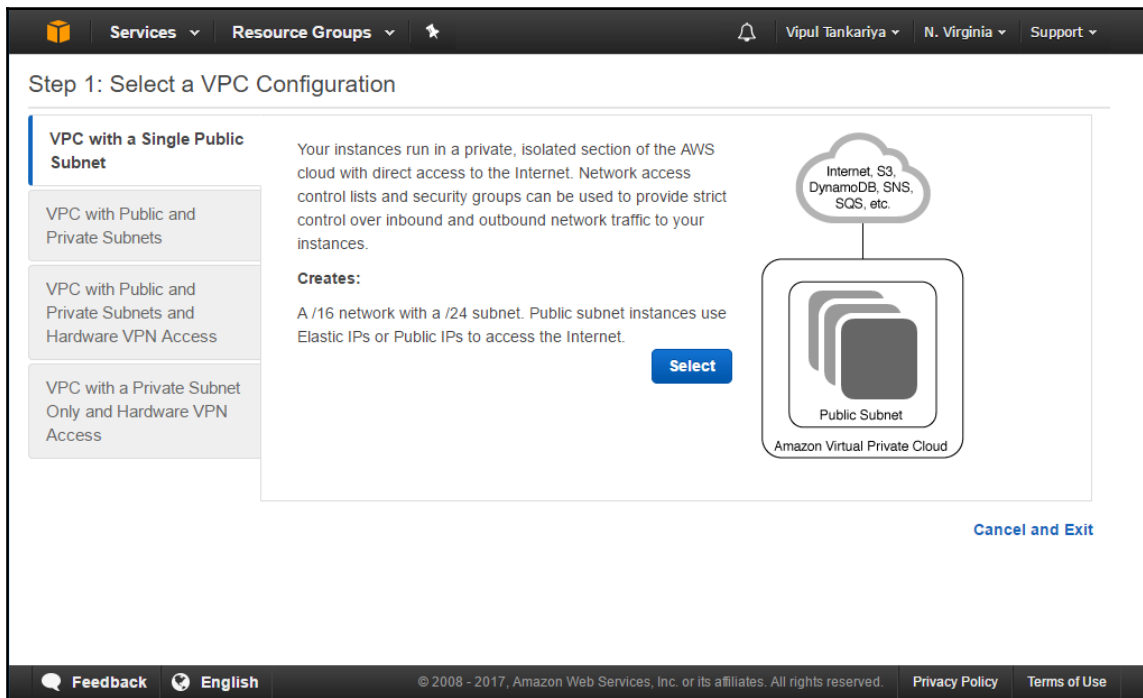 Services Resource Groups Vipul Tankariya N. Virginia Support
Step 1: Select a VPC Configuration
VPC with a Single Public
Subnet
VPC with Public and
Private Subnets
VPC with Public and
Private Subnets and
Hardware VPN Access
VPC with a Private Subnet
Only and Hardware VPN
Access
Your instances run in a private, isolated section of the AWS
cloud with direct access to the Internet. Network access
control lists and security groups can be used to provide strict
control over inbound and outbound network traffic to your
instances.
Creates:
A /16 network with a /24 subnet. Public subnet instances use
Elastic IPs or Public IPs to access the Internet.
Select
Internet, S3,
DynamoDB, SNS,
SQS, etc.
Public Subnet
Amazon Virtual Private Cloud
Cancel and Exit
Feedback English © 2008 - 2017, Amazon Web Services, Inc. or its affiliates. All rights reserved. Privacy Policy Terms of Use